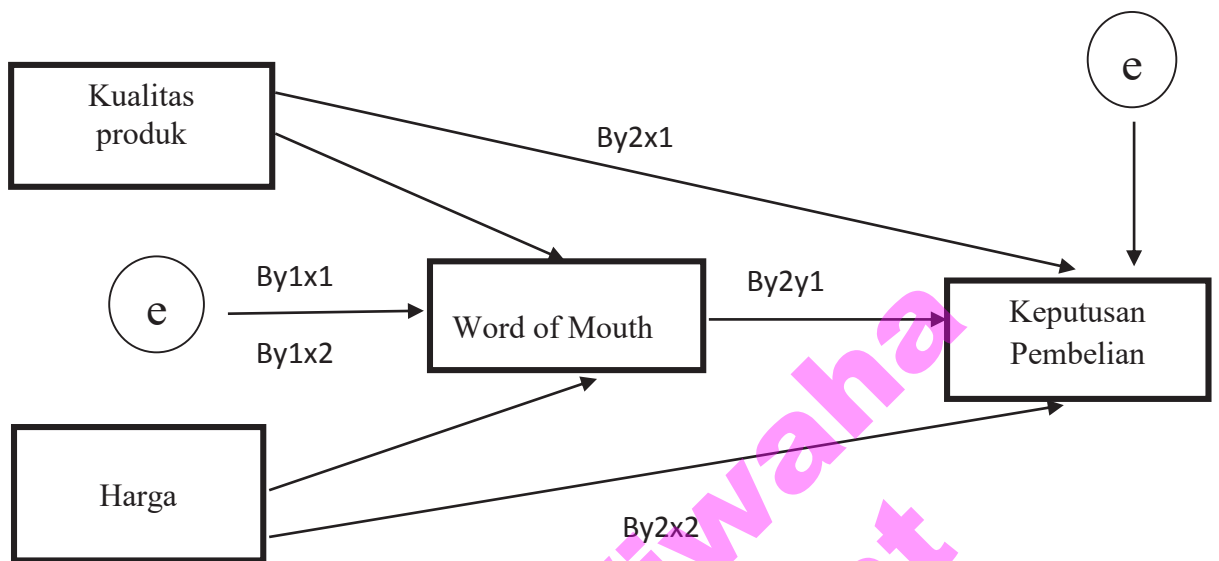 e
Kualitas
produk
By2x1
By1x1
e
By1x2
Word of Mouth
By2y1
Keputusan
Pembelian
Harga
By2x2